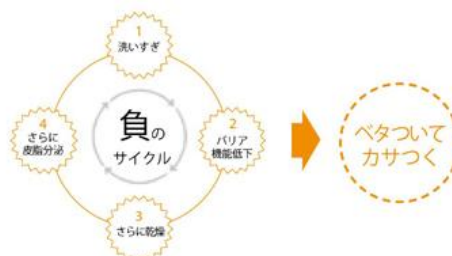 1
洗いすぎ
2
バリア
機能低下
3
さらに乾燥
4
さらに
皮脂分泌
負の
サイクル
ベタついて
カサつく